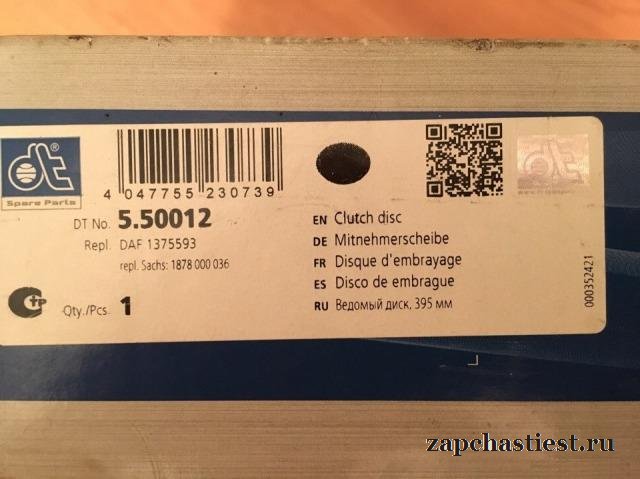 dt®
Spare Parts
4 047755 230739
DT No. 5.50012
Repl. DAF 1375593
repl. Sachs: 1878 000 036
Qty./Pcs. 1
EN Clutch disc
DE Mitnehmerscheibe
FR Disque d'embrayage
ES Disco de embrague
RU Ведомый диск, 395 мм
000352421
zapchastiest.ru